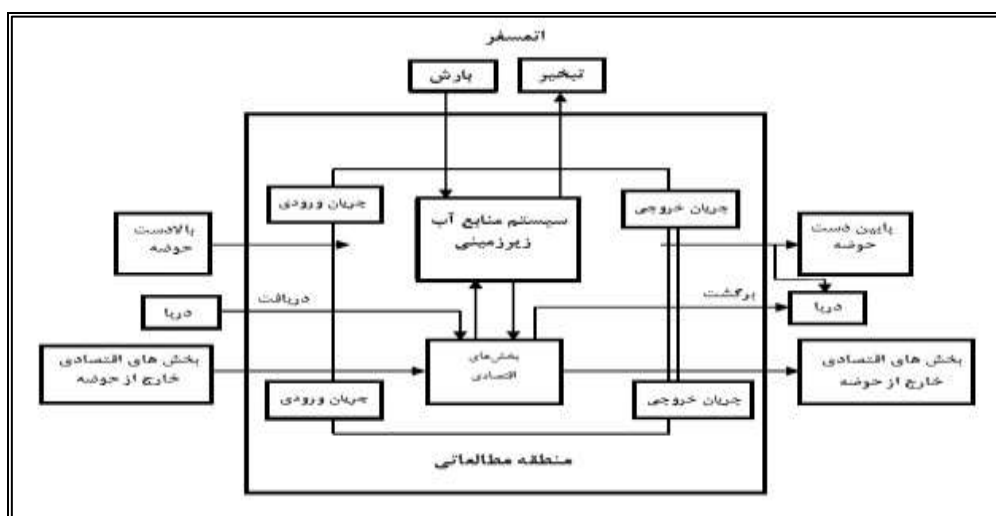 اتمسفر
بارش
تبخیر
جریان ورودی
جریان خروجی
سیستم منابع آب
زیرزمینی
بالادست
حوضه
پایین دست
حوضه
دریافت
برگشت
دریا
دریا
بخش های اقتصادی
خارج از حوضه
بخش‌های
اقتصادی
بخش های اقتصادی
خارج از حوضه
جریان ورودی
جریان خروجی
منطقه مطالعاتی